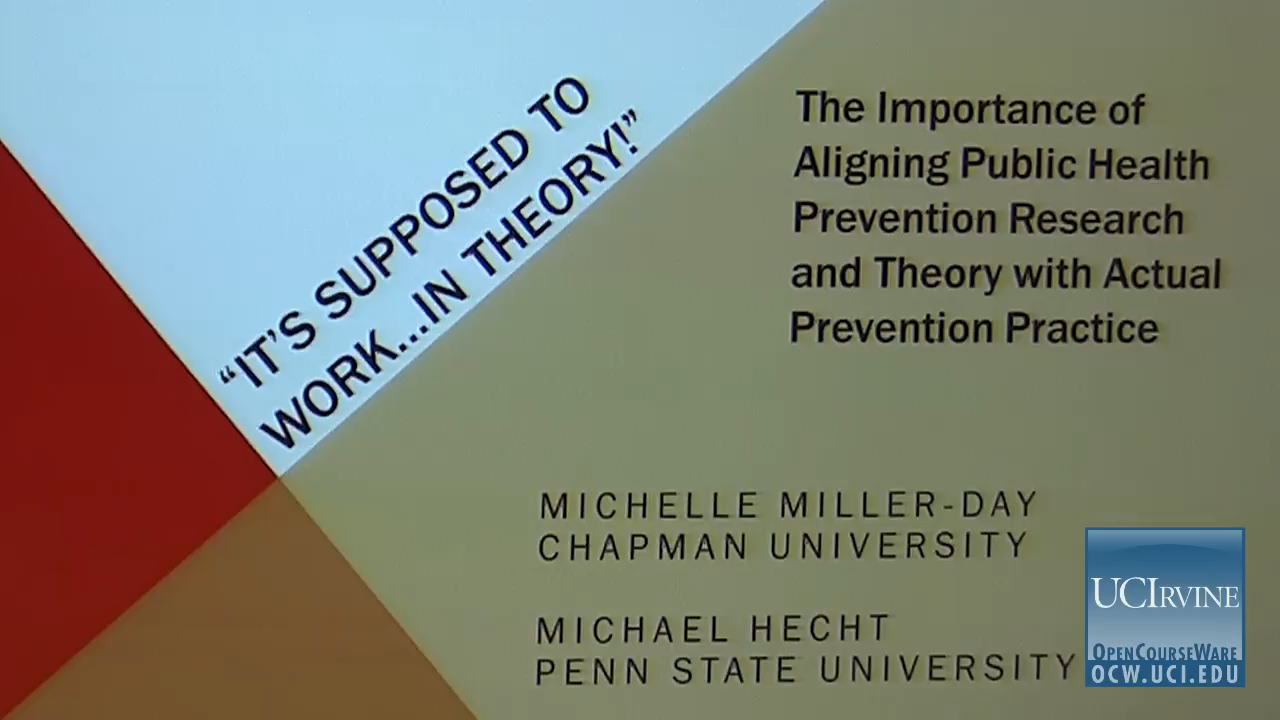 “IT’S SUPPOSED TO
WORK...IN THEORY!”
The Importance of
Aligning Public Health
Prevention Research
and Theory with Actual
Prevention Practice
MICHELLE MILLER-DAY
CHAPMAN UNIVERSITY
MICHAEL HECHT
PENN STATE UNIVERSITY
UCIRVINE
OPENCOURSEWARE
OCW.UCI.EDU